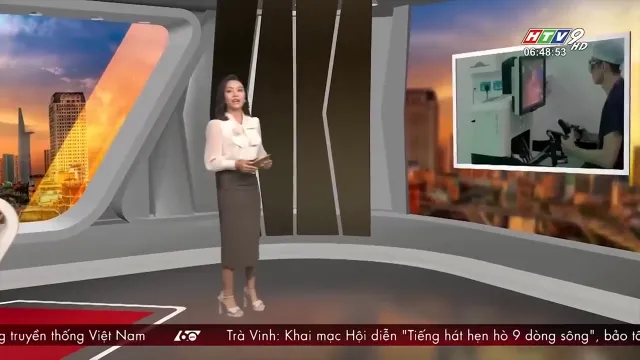 HTV9 HD
06:48:53
g truyền thống Việt Nam 60 Trà Vinh: Khai mạc Hội diễn "Tiếng hát hẹn hò 9 dòng sông", bảo tồ